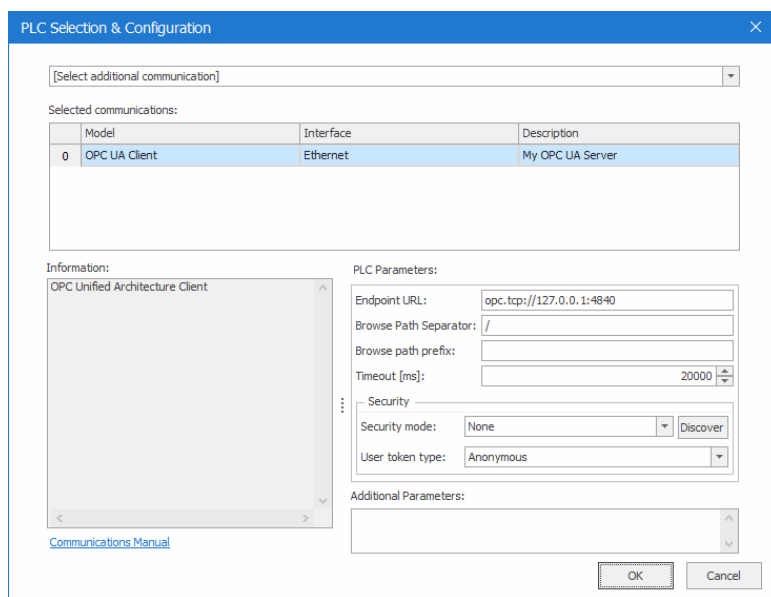 PLC Selection & Configuration
[Select additional communication]
Selected communications:
Model Interface Description
0 OPC UA Client Ethernet My OPC UA Server
Information:
OPC Unified Architecture Client
Communications Manual
PLC Parameters:
Endpoint URL: opc.tcp://127.0.0.1:4840
Browse Path Separator: /
Browse path prefix:
Timeout [ms]: 20000
Security
Security mode: None Discover
User token type: Anonymous
Additional Parameters:
OK Cancel